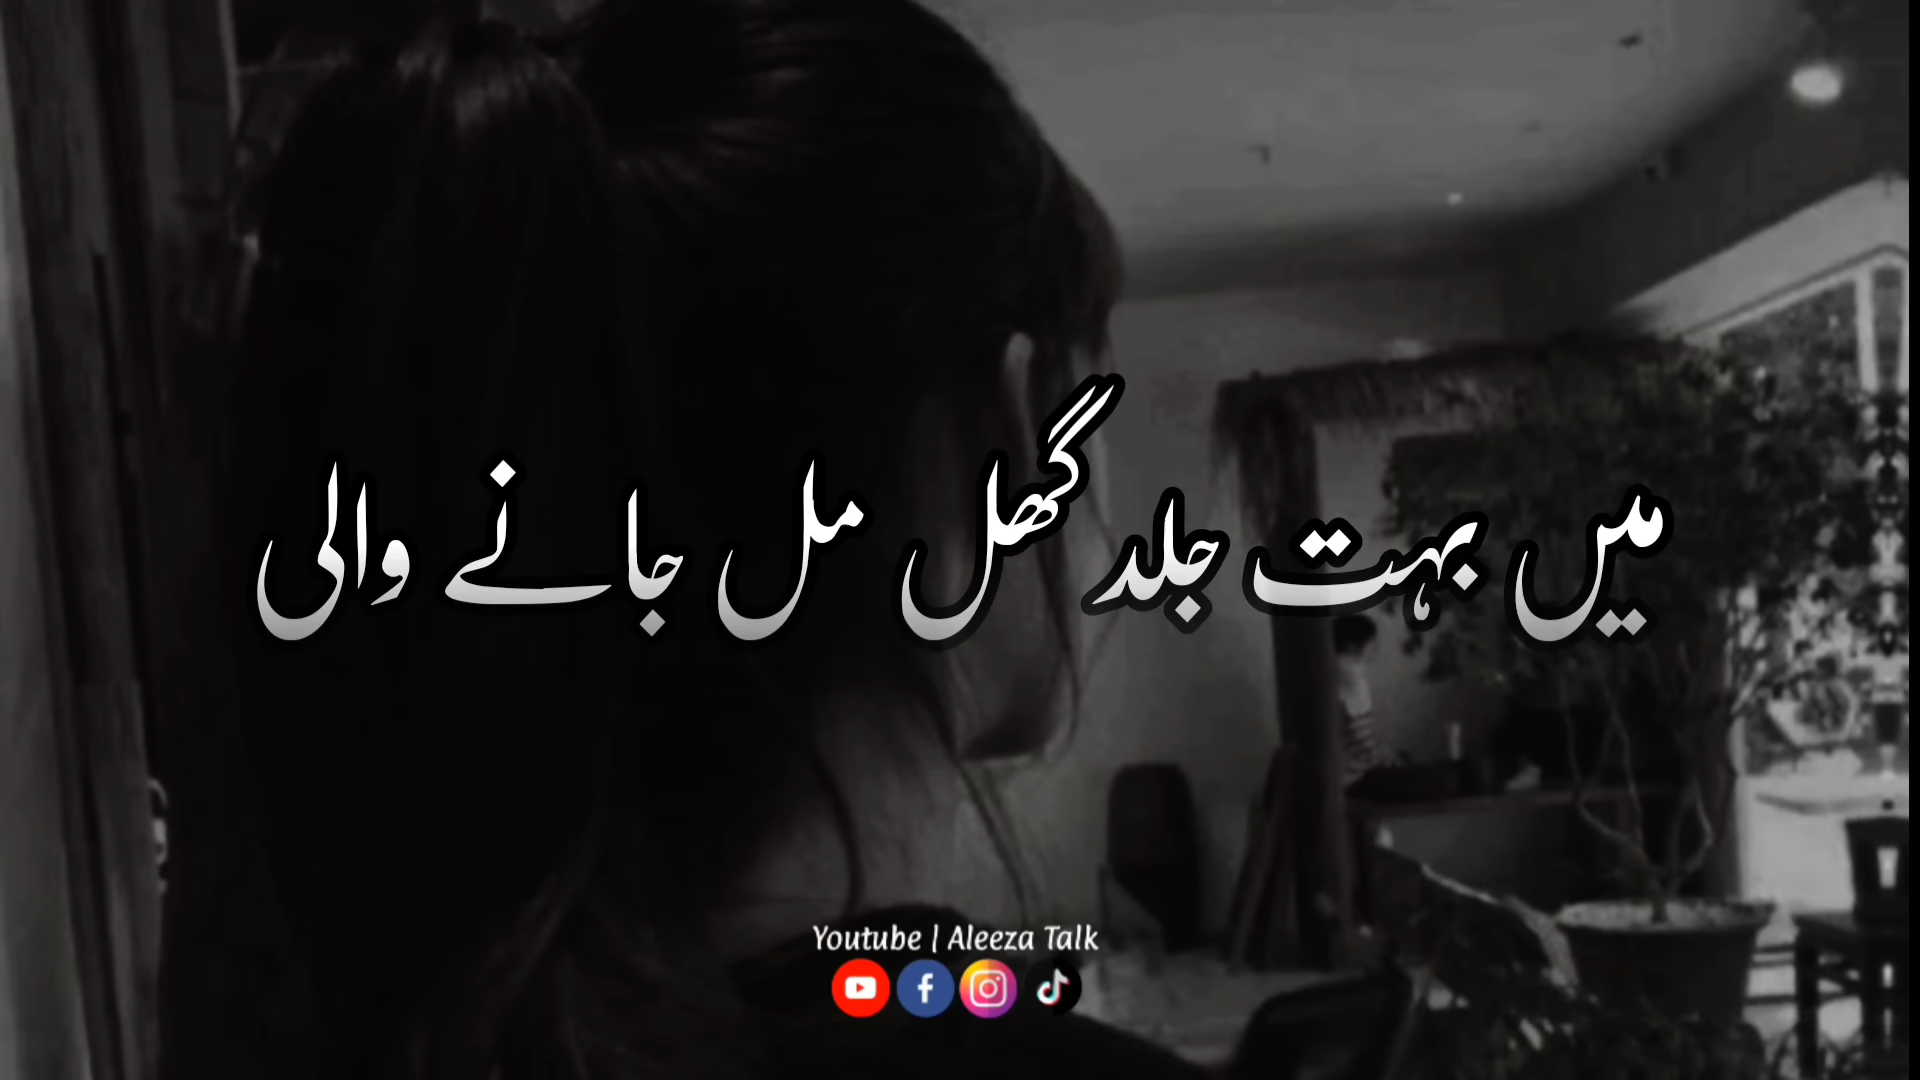 میں بہت جلد گھل مل جانے والی
Youtube | Aleeza Talk